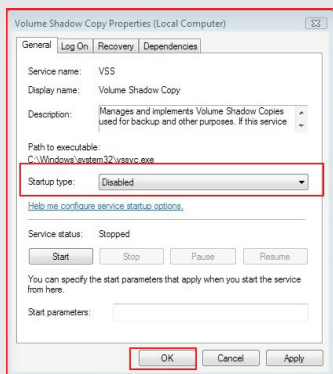 Volume Shadow Copy Properties (Local Computer)
General Log On Recovery Dependencies
Service name: VSS
Display name: Volume Shadow Copy
Description: Manages and implements Volume Shadow Copies
used for backup and other purposes. If this service
Path to executable:
C:\Windows\system32\vssvc.exe
Startup type: Disabled
Help me configure service startup options.
Service status: Stopped
Start Stop Pause Resume
You can specify the start parameters that apply when you start the service
from here.
Start parameters:
OK Cancel Apply